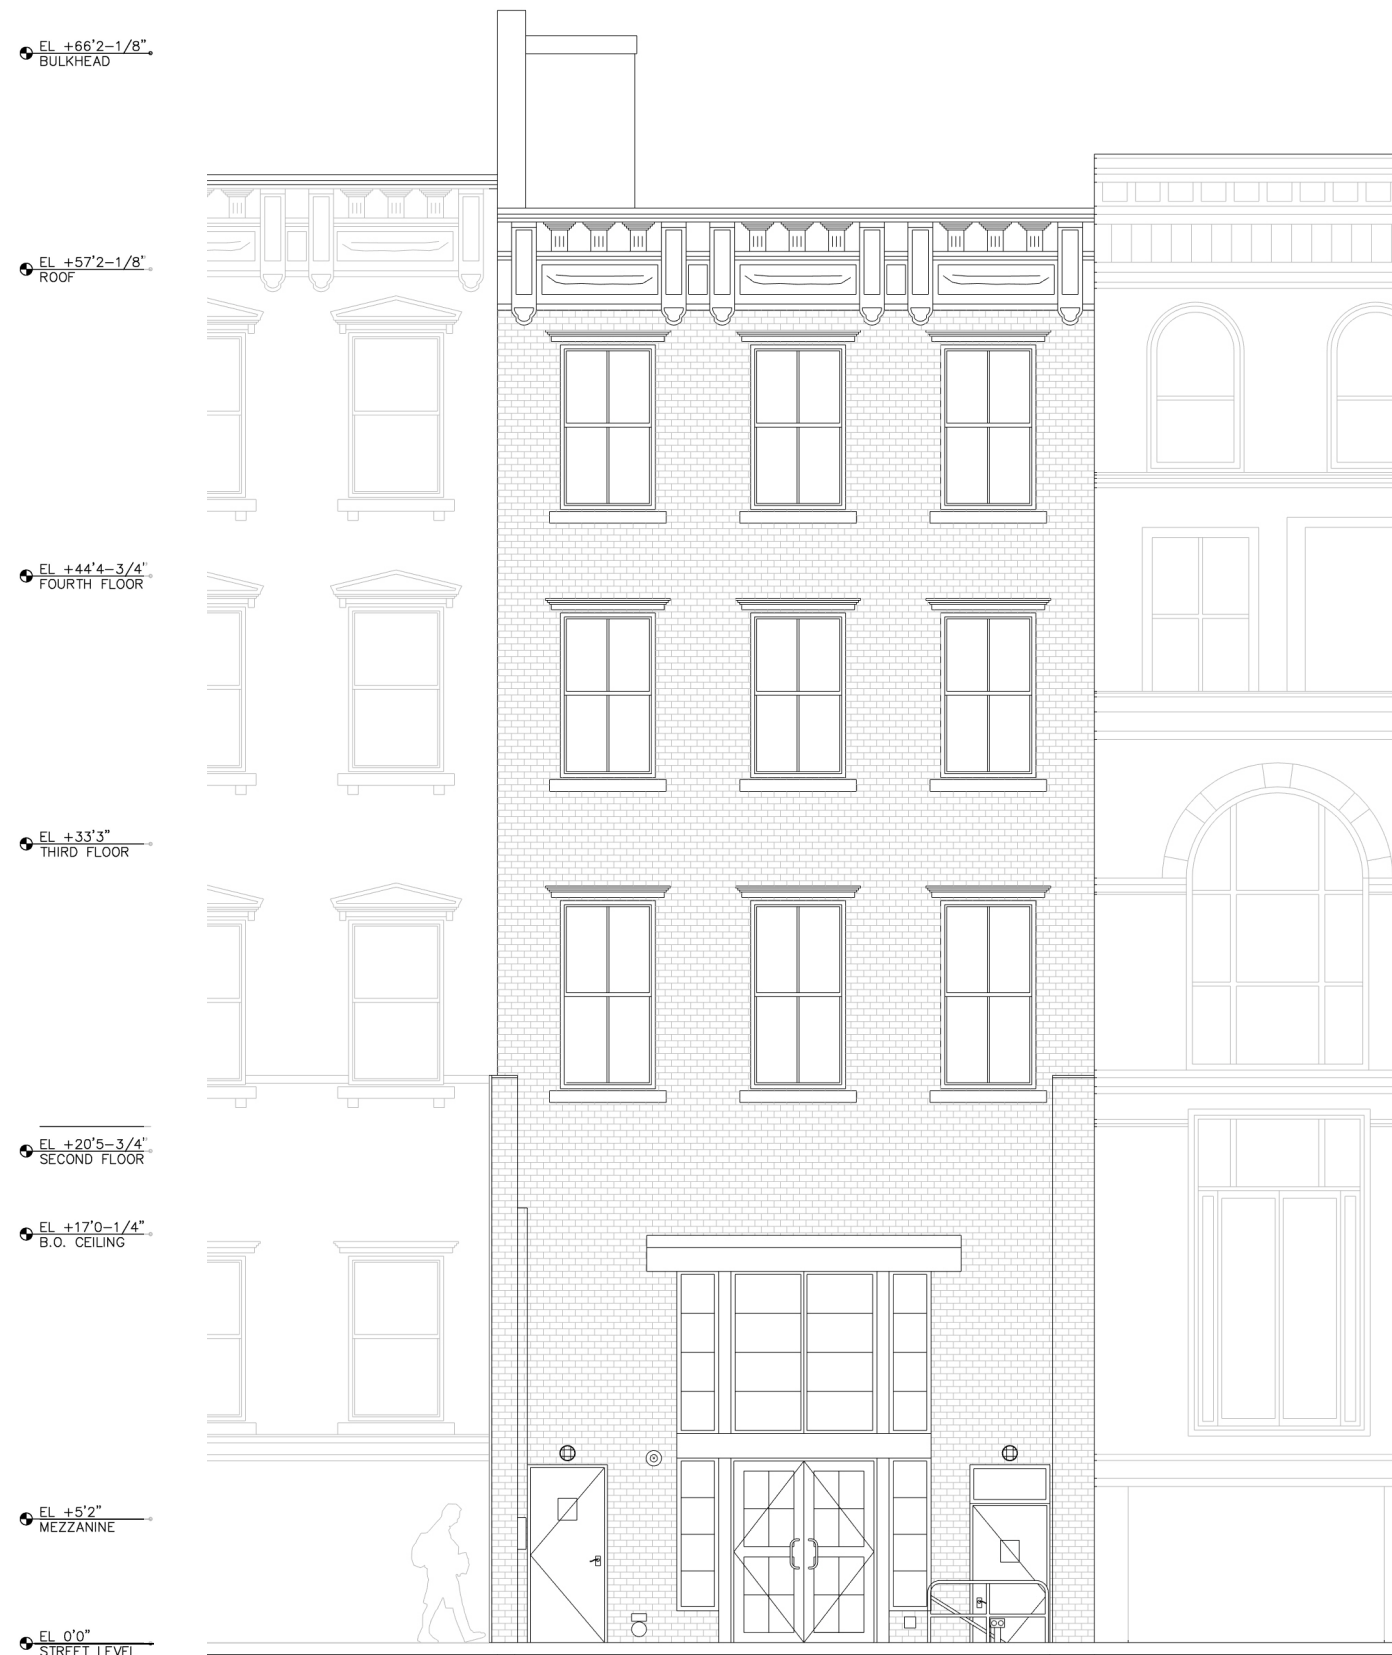 EL +66'2-1/8"
BULKHEAD
EL +57'2-1/8"
ROOF
EL +44'4-3/4"
FOURTH FLOOR
EL +33'3"
THIRD FLOOR
EL +20'5-3/4"
SECOND FLOOR
EL +17'0-1/4"
B.O. CEILING
EL +5'2"
MEZZANINE
EL 0'0"
STREET LEVEL